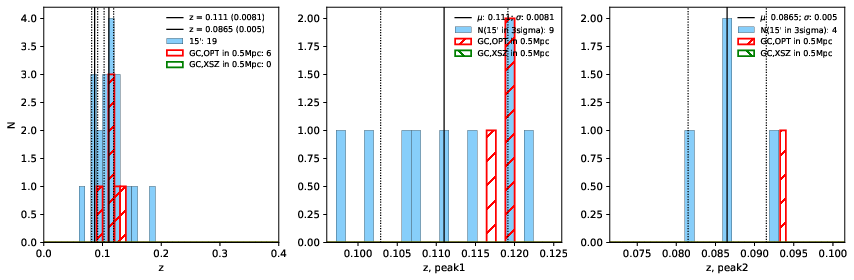 z = 0.111 (0.0081)
z = 0.0865 (0.005)
15': 19
GC,OPT in 0.5Mpc: 6
GC,XSZ in 0.5Mpc: 0
4.0
3.5
3.0
2.5
2.0
1.5
1.0
0.5
0.0
N
0.0 0.1 0.2 0.3 0.4
z
μ: 0.111; σ: 0.0081
N(15' in 3sigma): 9
GC,OPT in 0.5Mpc
GC,XSZ in 0.5Mpc
2.00
1.75
1.50
1.25
1.00
0.75
0.50
0.25
0.00
0.100 0.105 0.110 0.115 0.120 0.125
z, peak1
μ: 0.0865; σ: 0.005
N(15' in 3sigma): 4
GC,OPT in 0.5Mpc
GC,XSZ in 0.5Mpc
2.00
1.75
1.50
1.25
1.00
0.75
0.50
0.25
0.00
0.075 0.080 0.085 0.090 0.095 0.100
z, peak2